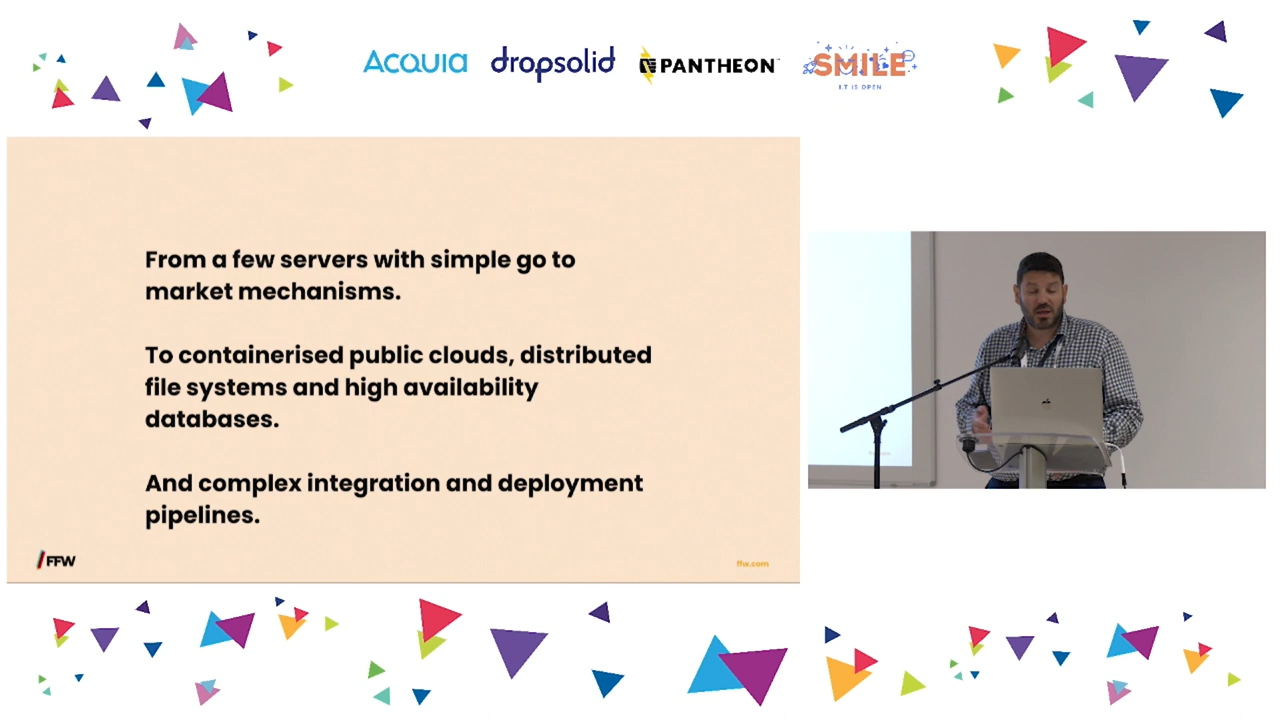 ACQUIA dropsolid PANTHEON SMILE
I.T IS OPEN
From a few servers with simple go to
market mechanisms.
To containerised public clouds, distributed
file systems and high availability
databases.
And complex integration and deployment
pipelines.
/FFW
ffw.com